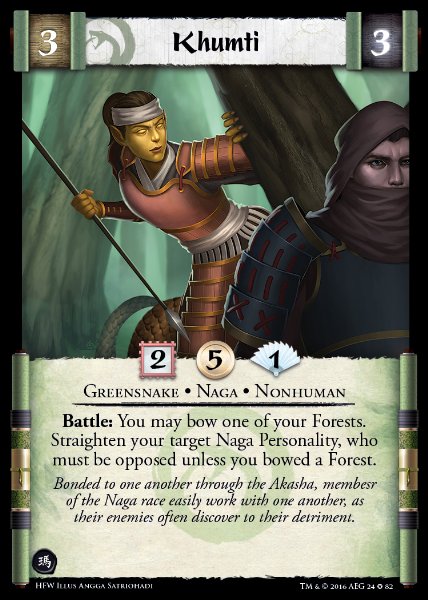 3 Khumti 3
2 5 1
Greensnake • Naga • Nonhuman
Battle: You may bow one of your Forests.
Straighten your target Naga Personality, who
must be opposed unless you bowed a Forest.
Bonded to one another through the Akasha, membesr
of the Naga race easily work with one another, as
their enemies often discover to their detriment.
瑪
HFW Illus Angga Satriohadi TM & © 2016 AEG 24 ✪ 82